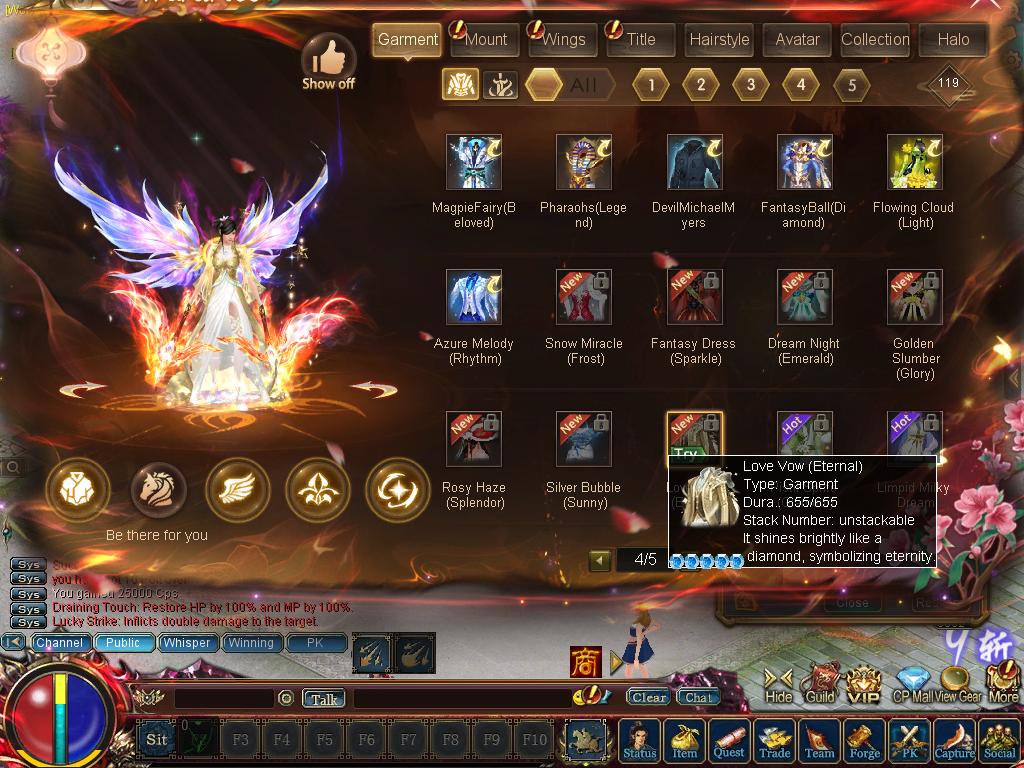 Garment
Mount
Wings
Title
Hairstyle
Avatar
Collection
Halo
Show off
All
1
2
3
4
5
119
MagpieFairy(B
eloved)
Pharaohs(Lege
nd)
DevilMichaelM
yers
FantasyBall(Di
amond)
Flowing Cloud
(Light)
Azure Melody
(Rhythm)
New
Snow Miracle
(Frost)
New
Fantasy Dress
(Sparkle)
New
Dream Night
(Emerald)
New
Golden
Slumber
(Glory)
New
Rosy Haze
(Splendor)
New
Silver Bubble
(Sunny)
New
Try
Hot
Hot
Limpid Milky
Dream
Love Vow (Eternal)
Type: Garment
Dura.: 655/655
Stack Number: unstackable
It shines brightly like a
diamond, symbolizing eternity
4/5
Be there for you
Sys
Sys
Sys You gained 25000 Cps
Sys Draining Touch: Restore HP by 100% and MP by 100%.
Sys Lucky Strike: Inflicts double damage to the target.
Close
Channel
Public
Whisper
Winning
PK
商
斩
Talk
Clear
Chat
Hide
Guild
VIP
CP Mall
View Gear
More
Sit
0
F3
F4
F5
F6
F7
F8
F9
F10
Status
Item
Quest
Trade
Team
Forge
PK
Capture
Social